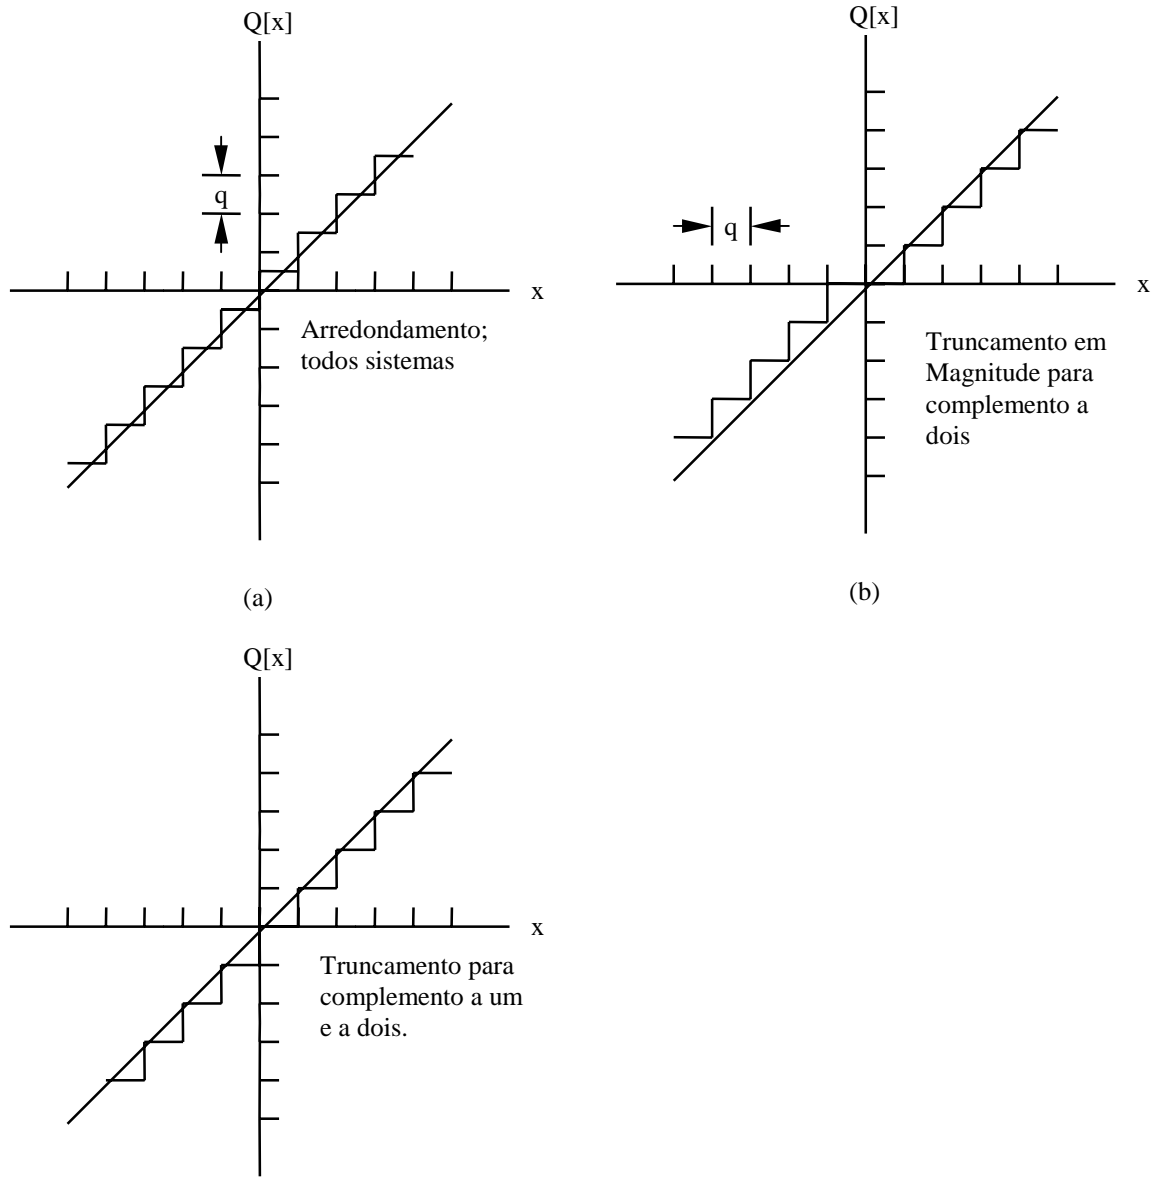 Q[x]
q
x
Arredondamento;
todos sistemas
(a)
Q[x]
q
x
Truncamento em
Magnitude para
complemento a
dois
(b)
Q[x]
x
Truncamento para
complemento a um
e a dois.